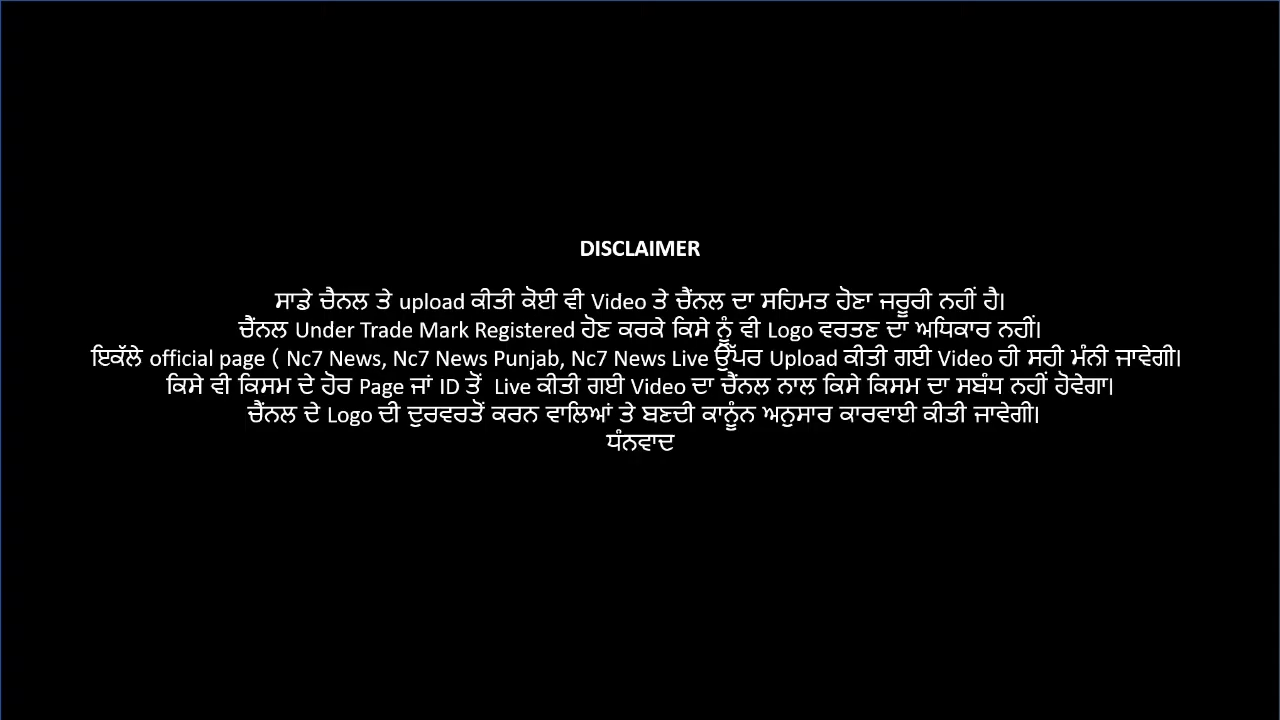 DISCLAIMER
ਸਾਡੇ ਚੈਨਲ ਤੇ upload ਕੀਤੀ ਕੋਈ ਵੀ Video ਤੇ ਚੈਂਨਲ ਦਾ ਸਹਿਮਤ ਹੋਣਾ ਜਰੂਰੀ ਨਹੀਂ ਹੈ।
ਚੈਂਨਲ Under Trade Mark Registered ਹੋਣ ਕਰਕੇ ਕਿਸੇ ਨੂੰ ਵੀ Logo ਵਰਤਣ ਦਾ ਅਧਿਕਾਰ ਨਹੀਂ।
ਇਕੱਲੇ official page ( Nc7 News, Nc7 News Punjab, Nc7 News Live ਉੱਪਰ Upload ਕੀਤੀ ਗਈ Video ਹੀ ਸਹੀ ਮੰਨੀ ਜਾਵੇਗੀ।
ਕਿਸੇ ਵੀ ਕਿਸਮ ਦੇ ਹੋਰ Page ਜਾਂ ID ਤੋਂ  Live ਕੀਤੀ ਗਈ Video ਦਾ ਚੈਂਨਲ ਨਾਲ ਕਿਸੇ ਕਿਸਮ ਦਾ ਸਬੰਧ ਨਹੀਂ ਹੋਵੇਗਾ।
ਚੈਂਨਲ ਦੇ Logo ਦੀ ਦੁਰਵਰਤੋਂ ਕਰਨ ਵਾਲਿਆਂ ਤੇ ਬਣਦੀ ਕਾਨੂੰਨ ਅਨੁਸਾਰ ਕਾਰਵਾਈ ਕੀਤੀ ਜਾਵੇਗੀ।
ਧੰਨਵਾਦ